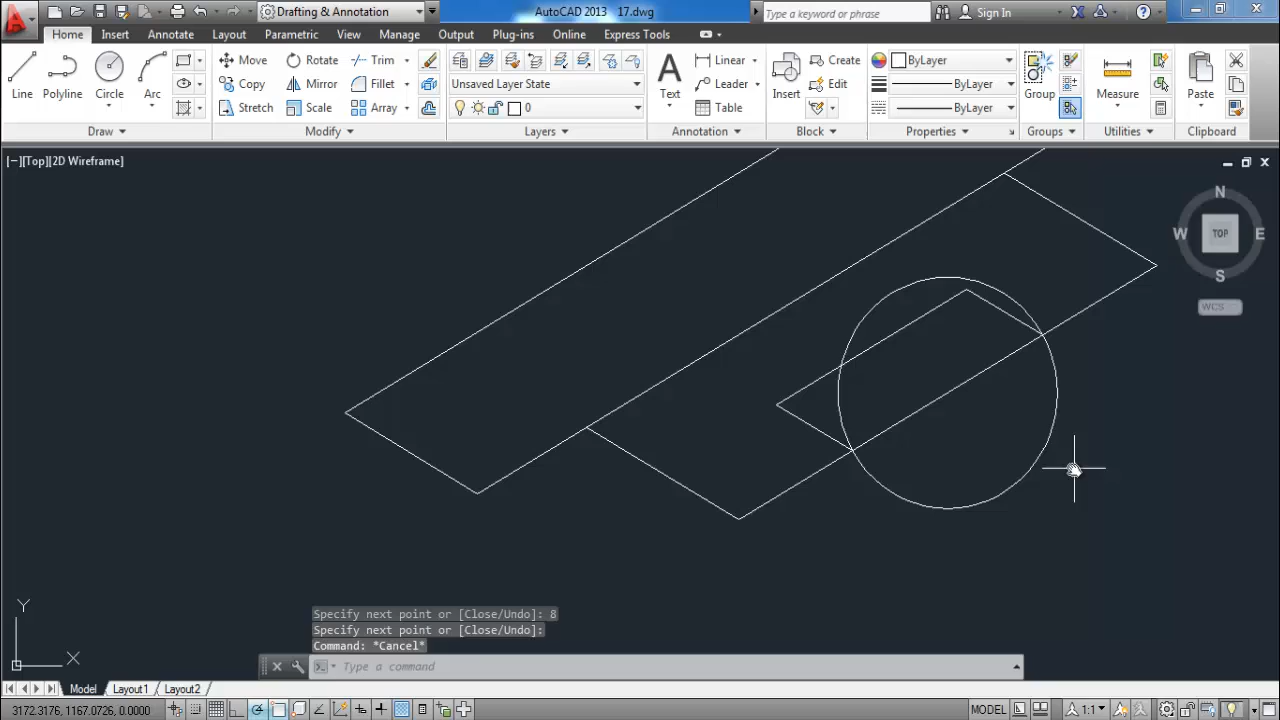 Drafting & Annotation
AutoCAD 2013 17.dwg
Type a keyword or phrase
Sign In
Home Insert Annotate Layout Parametric View Manage Output Plug-ins Online Express Tools
Line
Polyline
Circle
Arc
Move
Rotate
Trim
Copy
Mirror
Fillet
Stretch
Scale
Array
Unsaved Layer State
0
Text
Linear
Leader
Table
Insert
Create
Edit
ByLayer
ByLayer
ByLayer
Group
Measure
Paste
Draw
Modify
Layers
Annotation
Block
Properties
Groups
Utilities
Clipboard
[−][Top][2D Wireframe]
N
W
TOP
E
S
WCS
Y
X
Specify next point or [Close/Undo]: 8
Specify next point or [Close/Undo]:
Command: *Cancel*
Type a command
Model Layout1 Layout2
3172.3176, 1167.0726, 0.0000
MODEL
1:1